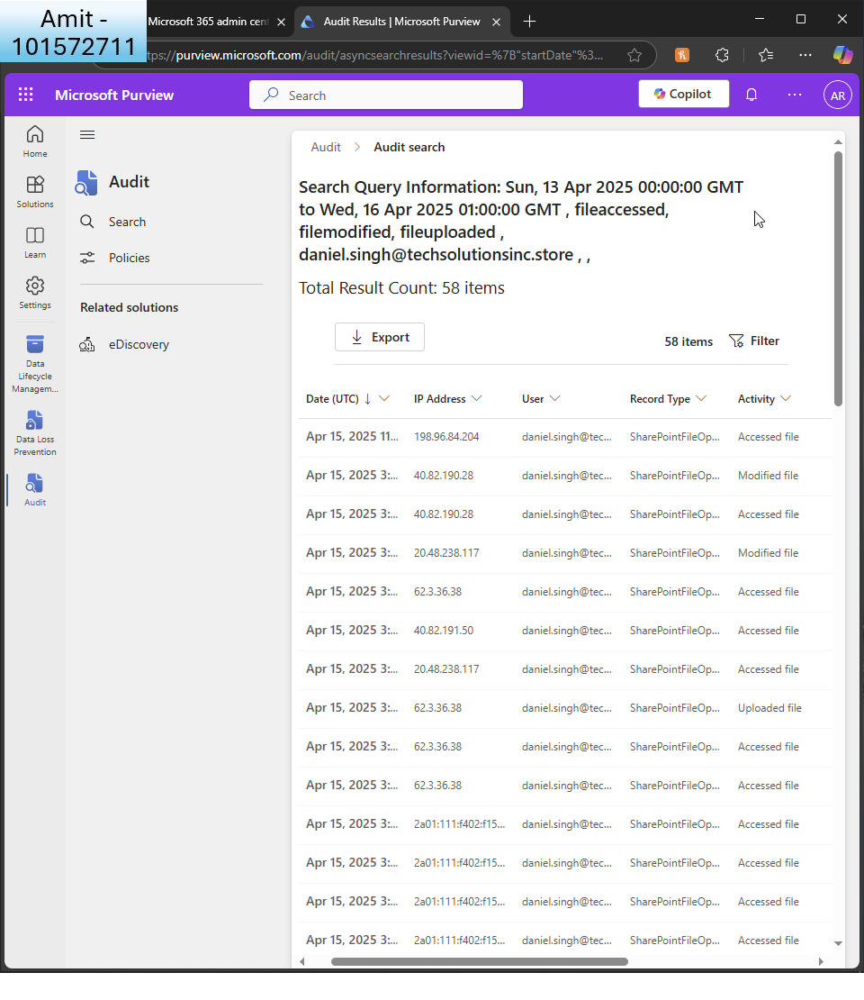 Amit -
101572711
Microsoft 365 admin cent
Audit Results | Microsoft Purview
tps://purview.microsoft.com/audit/asyncsearchresults?viewid=%7B"startDate"%3...
Microsoft Purview
Search
Copilot
AR
Home
Solutions
Learn
Settings
Data
Lifecycle
Managem...
Data Loss
Prevention
Audit
Audit
Search
Policies
Related solutions
eDiscovery
Audit > Audit search
Search Query Information: Sun, 13 Apr 2025 00:00:00 GMT
to Wed, 16 Apr 2025 01:00:00 GMT , fileaccessed,
filemodified, fileuploaded ,
daniel.singh@techsolutionsinc.store , ,
Total Result Count: 58 items
Export
58 items Filter
Date (UTC) ↓ IP Address User Record Type Activity
Apr 15, 2025 11... 198.96.84.204 daniel.singh@tec... SharePointFileOp... Accessed file
Apr 15, 2025 3:... 40.82.190.28 daniel.singh@tec... SharePointFileOp... Modified file
Apr 15, 2025 3:... 40.82.190.28 daniel.singh@tec... SharePointFileOp... Accessed file
Apr 15, 2025 3:... 20.48.238.117 daniel.singh@tec... SharePointFileOp... Modified file
Apr 15, 2025 3:... 62.3.36.38 daniel.singh@tec... SharePointFileOp... Accessed file
Apr 15, 2025 3:... 40.82.191.50 daniel.singh@tec... SharePointFileOp... Accessed file
Apr 15, 2025 3:... 20.48.238.117 daniel.singh@tec... SharePointFileOp... Accessed file
Apr 15, 2025 3:... 62.3.36.38 daniel.singh@tec... SharePointFileOp... Uploaded file
Apr 15, 2025 3:... 62.3.36.38 daniel.singh@tec... SharePointFileOp... Accessed file
Apr 15, 2025 3:... 62.3.36.38 daniel.singh@tec... SharePointFileOp... Accessed file
Apr 15, 2025 3:... 2a01:111:f402:f15... daniel.singh@tec... SharePointFileOp... Accessed file
Apr 15, 2025 3:... 2a01:111:f402:f15... daniel.singh@tec... SharePointFileOp... Accessed file
Apr 15, 2025 3:... 2a01:111:f402:f15... daniel.singh@tec... SharePointFileOp... Accessed file
Apr 15, 2025 3:... 2a01:111:f402:f15... daniel.singh@tec... SharePointFileOp... Accessed file